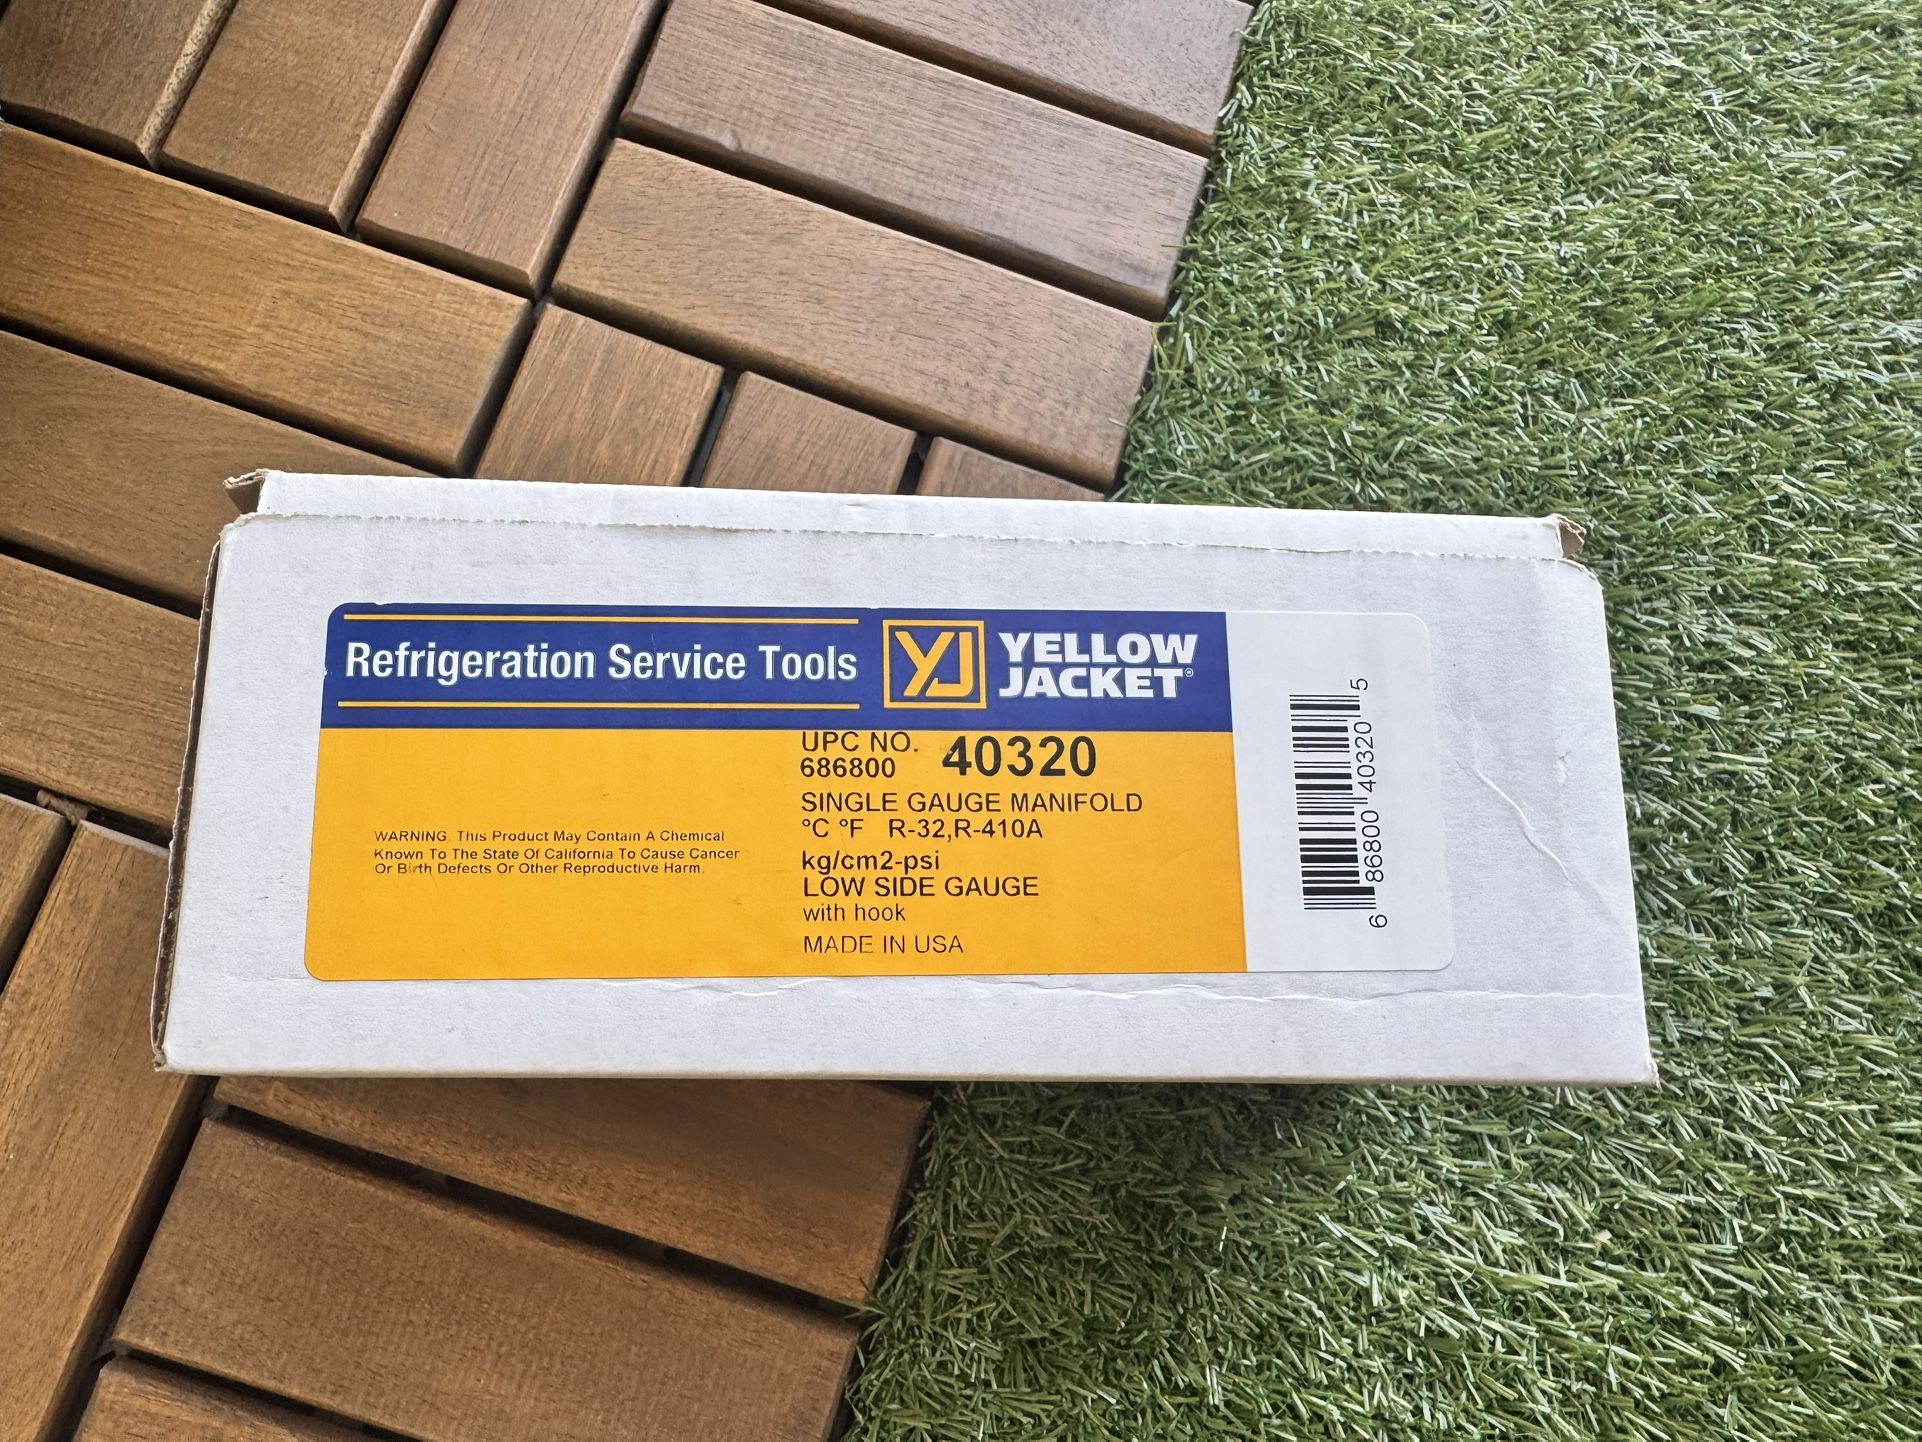 Refrigeration Service Tools
YJ YELLOW
JACKET®
UPC NO. 40320
686800
SINGLE GAUGE MANIFOLD
°C °F R-32,R-410A
kg/cm2-psi
LOW SIDE GAUGE
with hook
MADE IN USA
WARNING. This Product May Contain A Chemical
Known To The State Of California To Cause Cancer
Or Birth Defects Or Other Reproductive Harm.
6 86800 40320 5